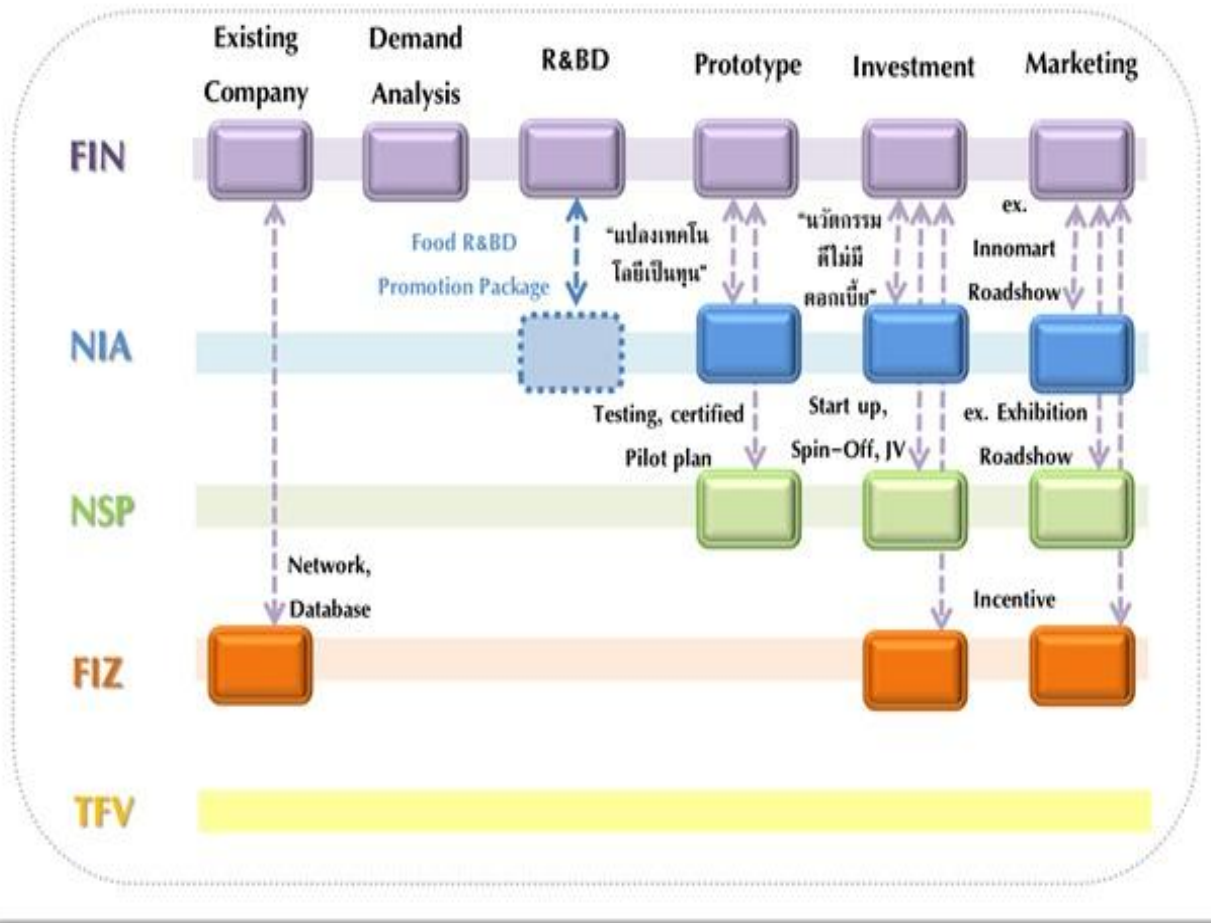 Existing
Company
Demand
Analysis
R&BD
Prototype
Investment
Marketing
FIN
Food R&BD
Promotion Package
"แปลงเทคโน
โลยีเป็นทุน"
"นวัตกรรม
ดีไม่มี
ดอกเบี้ย"
ex.
Innomart
Roadshow
NIA
Testing, certified
Pilot plan
Start up,
Spin-Off, JV
ex. Exhibition
Roadshow
NSP
Network,
Database
Incentive
FIZ
TFV